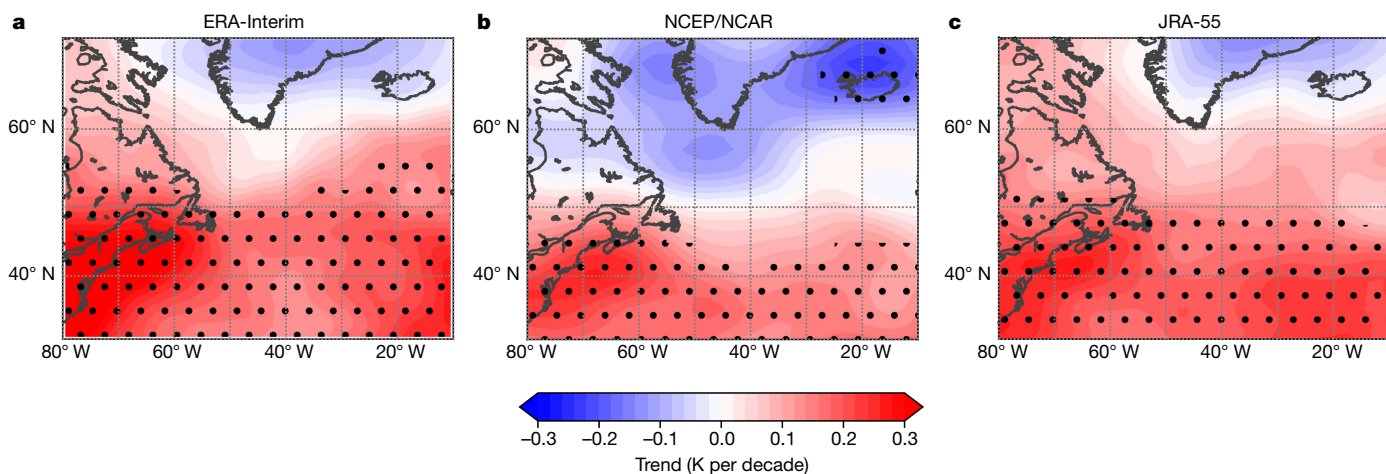 a ERA-Interim
b NCEP/NCAR
c JRA-55
60° N
40° N
80° W 60° W 40° W 20° W
60° N
40° N
80° W 60° W 40° W 20° W
60° N
40° N
80° W 60° W 40° W 20° W
–0.3 –0.2 –0.1 0.0 0.1 0.2 0.3
Trend (K per decade)